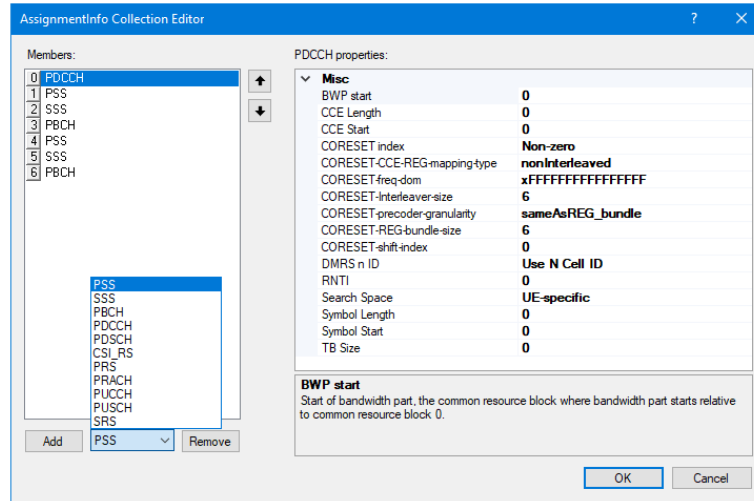 AssignmentInfo Collection Editor
?
Members:
0 PDCCH
1 PSS
2 SSS
3 PBCH
4 PSS
5 SSS
6 PBCH
PSS
SSS
PBCH
PDCCH
PDSCH
CSI_RS
PRS
PRACH
PUCCH
PUSCH
SRS
Add
PSS
Remove
PDCCH properties:
Misc
BWP start 0
CCE Length 0
CCE Start 0
CORESET index Non-zero
CORESET-CCE-REG-mapping-type nonInterleaved
CORESET-freq-dom xFFFFFFFFFFFFFFF
CORESET-Interleaver-size 6
CORESET-precoder-granularity sameAsREG_bundle
CORESET-REG-bundle-size 6
CORESET-shift-index 0
DMRS n ID Use N Cell ID
RNTI 0
Search Space UE-specific
Symbol Length 0
Symbol Start 0
TB Size 0
BWP start
Start of bandwidth part, the common resource block where bandwidth part starts relative
to common resource block 0.
OK
Cancel